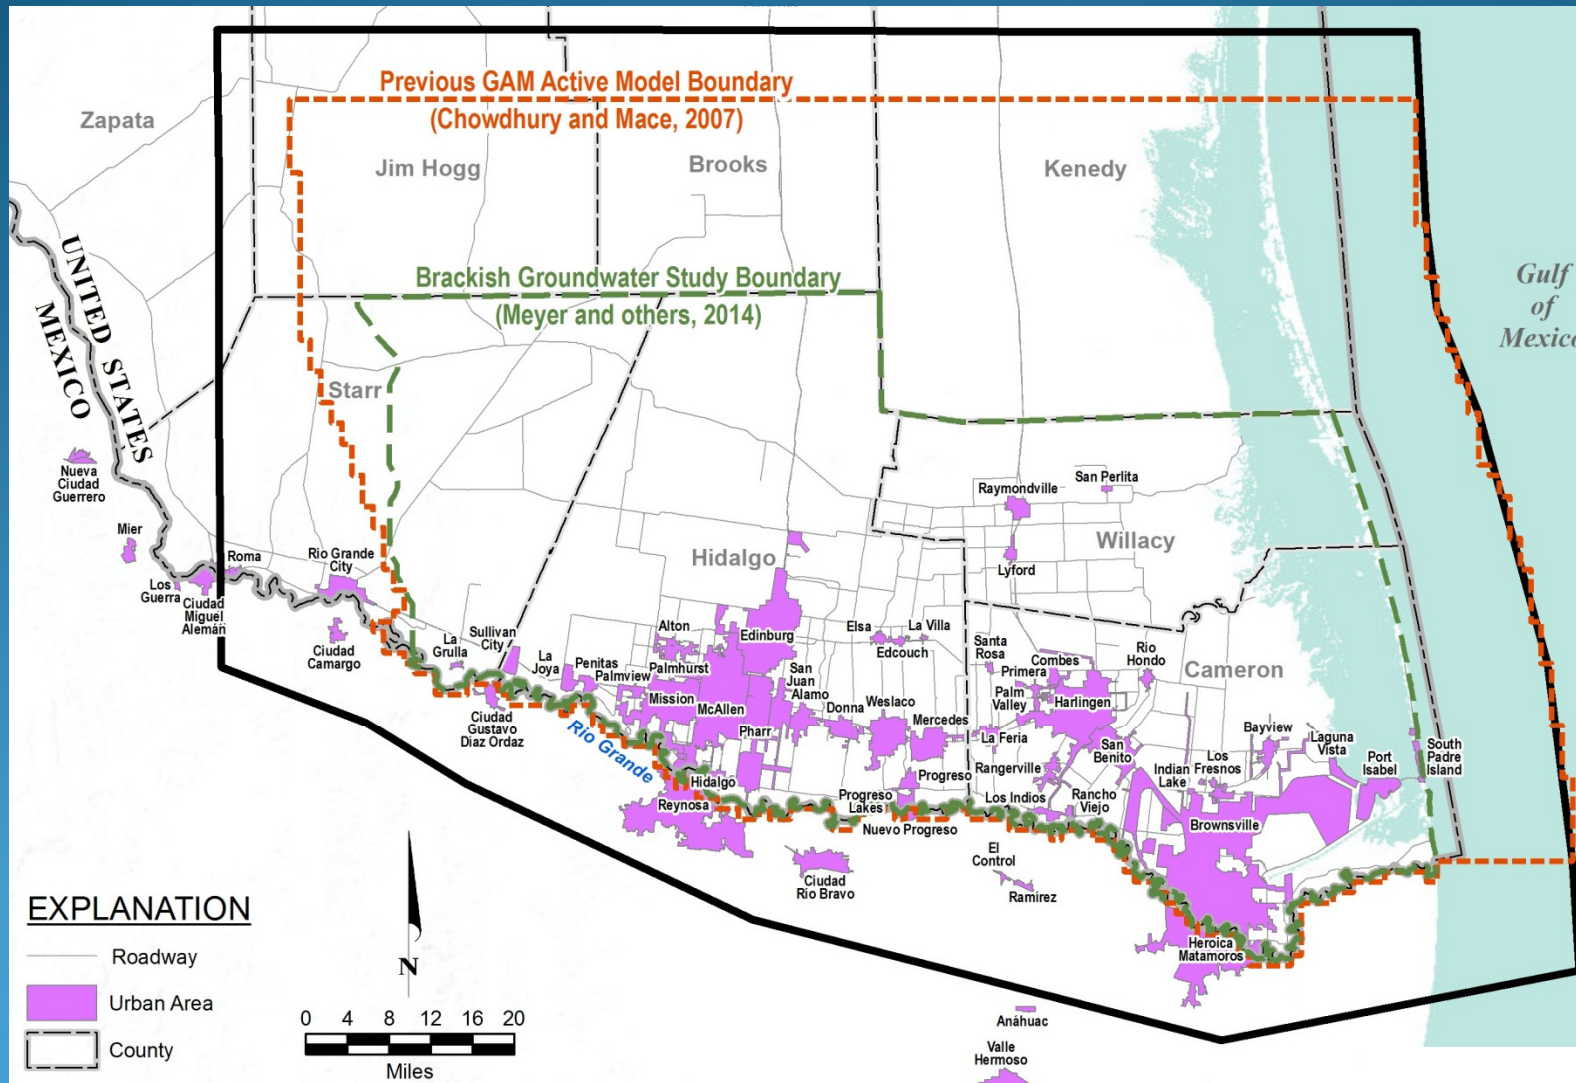 Previous GAM Active Model Boundary
(Chowdhury and Mace, 2007)
Zapata
Jim Hogg
Brooks
Kenedy
UNITED STATES
MEXICO
Brackish Groundwater Study Boundary
(Meyer and others, 2014)
Gulf
of
Mexico
Starr
Nueva
Ciudad
Guerrero
San Perlita
Raymondville
Mier
Roma
Rio Grande
City
Hidalgo
Willacy
Lyford
Los
Guerra
Ciudad
Miguel
Alemán
Ciudad
Camargo
La
Grulla
Sullivan
City
La
Joya
Penitas
Palmview
Alton
Palmhurst
Edinburg
Elsa
La Villa
Edcouch
Santa
Rosa
Combes
Primera
Rio
Hondo
Cameron
San
Juan
Alamo
Mission
McAllen
Pharr
Donna
Weslaco
Mercedes
Palm
Valley
Harlingen
La Feria
San
Benito
Rangerville
Bayview
Laguna
Vista
Los
Fresnos
Indian
Lake
Port
Isabel
South
Padre
Island
Ciudad
Gustavo
Diaz Ordaz
Rio Grande
Hidalgo
Reynosa
Progreso
Progreso
Lakes
Nuevo Progreso
Los Indios
Rancho
Viejo
Brownsville
El
Control
Ramirez
Ciudad
Rio Bravo
Heroica
Matamoros
Anáhuac
Valle
Hermoso
EXPLANATION
Roadway
Urban Area
County
N
0 4 8 12 16 20
Miles